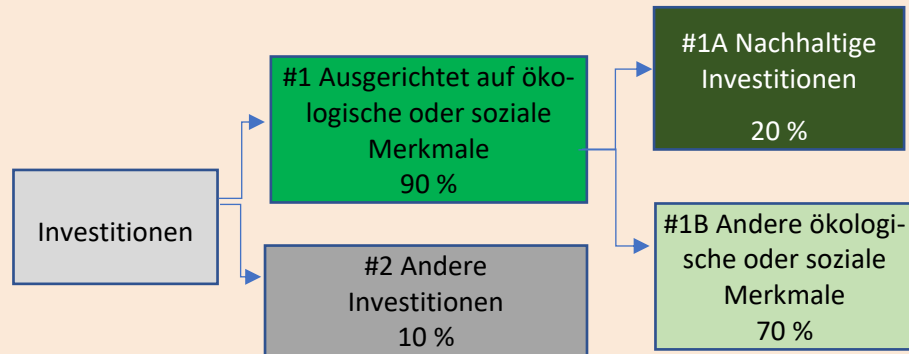 Investitionen
#1 Ausgerichtet auf öko-
logische oder soziale
Merkmale
90 %
#2 Andere
Investitionen
10 %
#1A Nachhaltige
Investitionen
20 %
#1B Andere ökologi-
sche oder soziale
Merkmale
70 %